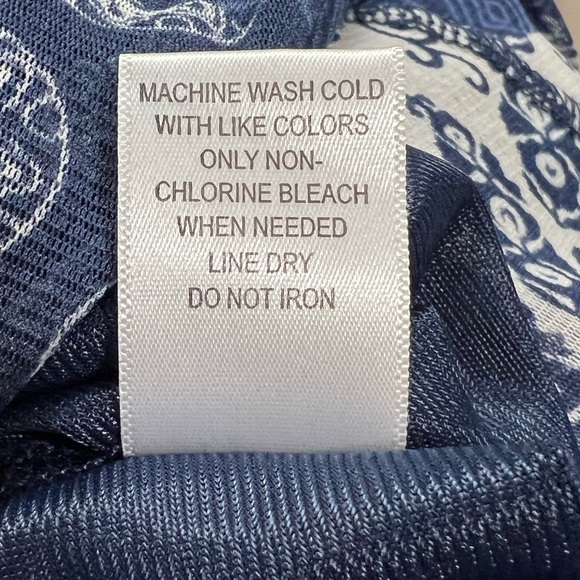 MACHINE WASH COLD
WITH LIKE COLORS
ONLY NON-
CHLORINE BLEACH
WHEN NEEDED
LINE DRY
DO NOT IRON